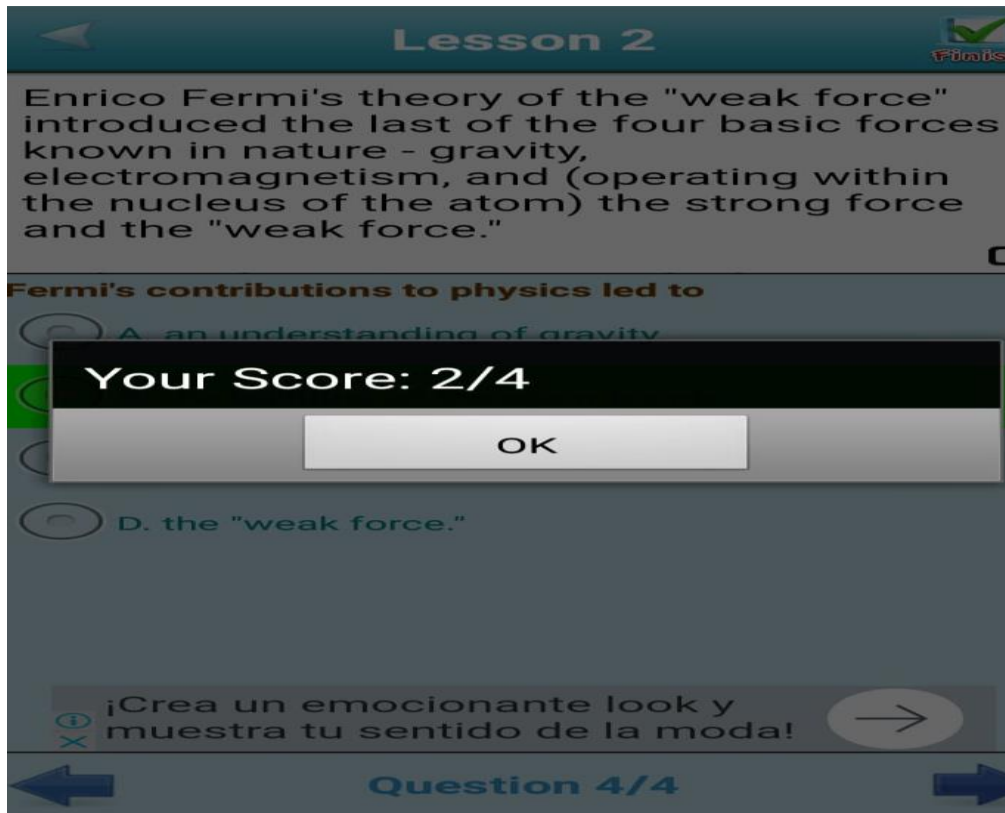 Lesson 2
Enrico Fermi's theory of the "weak force"
introduced the last of the four basic forces
known in nature - gravity,
electromagnetism, and (operating within
the nucleus of the atom) the strong force
and the "weak force."
Fermi's contributions to physics led to
A. an understanding of gravity
Your Score: 2/4
OK
D. the "weak force."
¡Crea un emocionante look y
muestra tu sentido de la moda!
Question 4/4